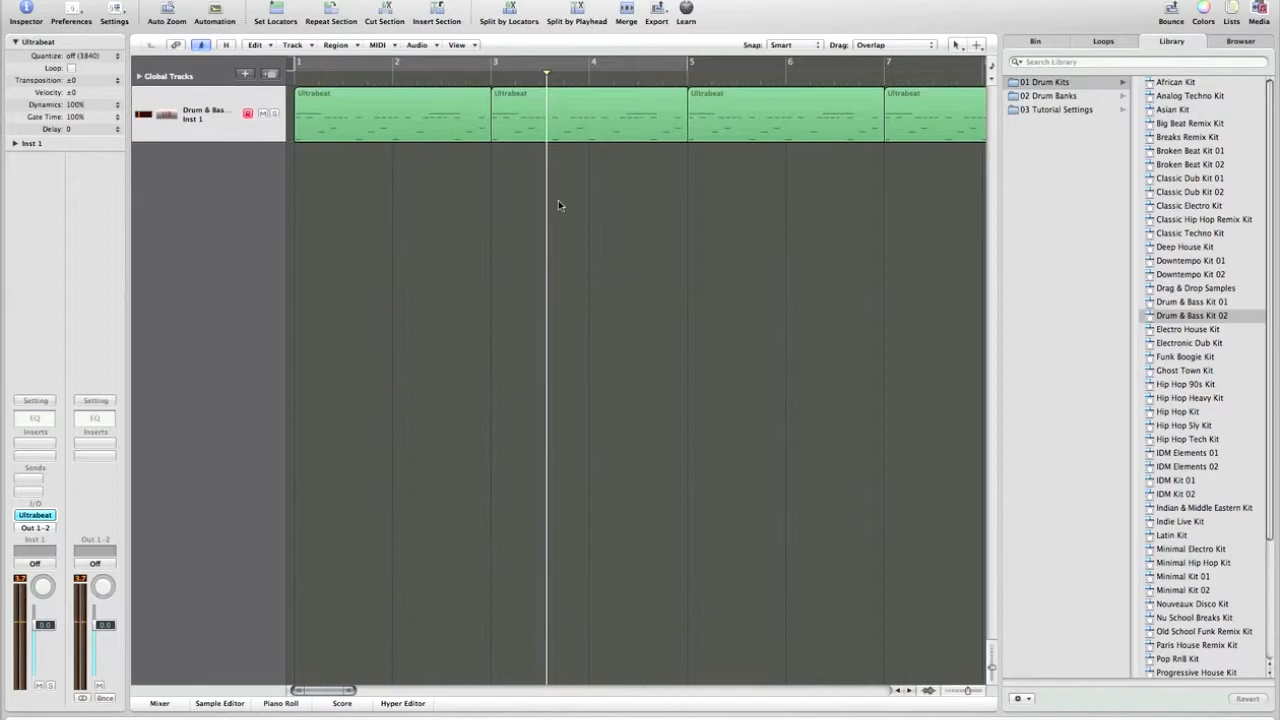 Inspector Preferences Settings Auto Zoom Automation Set Locators Repeat Section Cut Section Insert Section Split by Locators Split by Playhead Merge Export Learn Bounce Colors Lists Media
Ultrabeat
Quantize: off (3840)
Loop:
Transposition: ±0
Velocity: ±0
Dynamics: 100%
Gate Time: 100%
Delay: 0
Inst 1
Edit Track Region MIDI Audio View Snap: Smart Drag: Overlap
1 2 3 4 5 6 7
Global Tracks
Drum & Bas...
Inst 1
R M S
Ultrabeat Ultrabeat Ultrabeat Ultrabeat
Bin Loops Library Browser
Search Library
01 Drum Kits
02 Drum Banks
03 Tutorial Settings
African Kit
Analog Techno Kit
Asian Kit
Big Beat Remix Kit
Breaks Remix Kit
Broken Beat Kit 01
Broken Beat Kit 02
Classic Dub Kit 01
Classic Dub Kit 02
Classic Electro Kit
Classic Hip Hop Remix Kit
Classic Techno Kit
Deep House Kit
Downtempo Kit 01
Downtempo Kit 02
Drag & Drop Samples
Drum & Bass Kit 01
Drum & Bass Kit 02
Electro House Kit
Electronic Dub Kit
Funk Boogie Kit
Ghost Town Kit
Hip Hop 90s Kit
Hip Hop Heavy Kit
Hip Hop Kit
Hip Hop Sly Kit
Hip Hop Tech Kit
IDM Elements 01
IDM Elements 02
IDM Kit 01
IDM Kit 02
Indian & Middle Eastern Kit
Indie Live Kit
Latin Kit
Minimal Electro Kit
Minimal Hip Hop Kit
Minimal Kit 01
Minimal Kit 02
Nouveaux Disco Kit
Nu School Breaks Kit
Old School Funk Remix Kit
Paris House Remix Kit
Pop RnB Kit
Progressive House Kit
Revert
Setting Setting
EQ EQ
Inserts Inserts
Sends
I/O
Ultrabeat
Out 1-2
Inst 1 Out 1-2
Off Off
3.7 3.7
0.0 0.0
M S M
Bnce
Mixer Sample Editor Piano Roll Score Hyper Editor